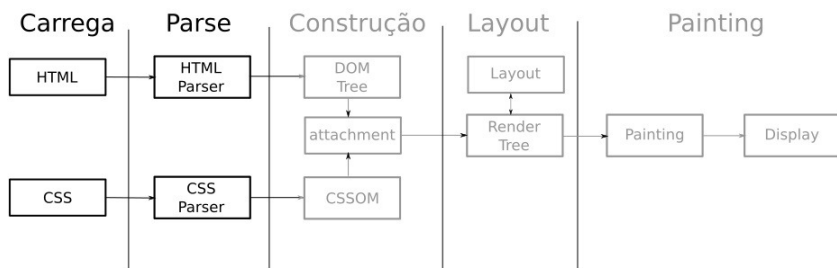 Carrega
Parse
Construção
Layout
Painting
HTML
HTML
Parser
DOM
Tree
Layout
attachment
Render
Tree
Painting
Display
CSS
CSS
Parser
CSSOM